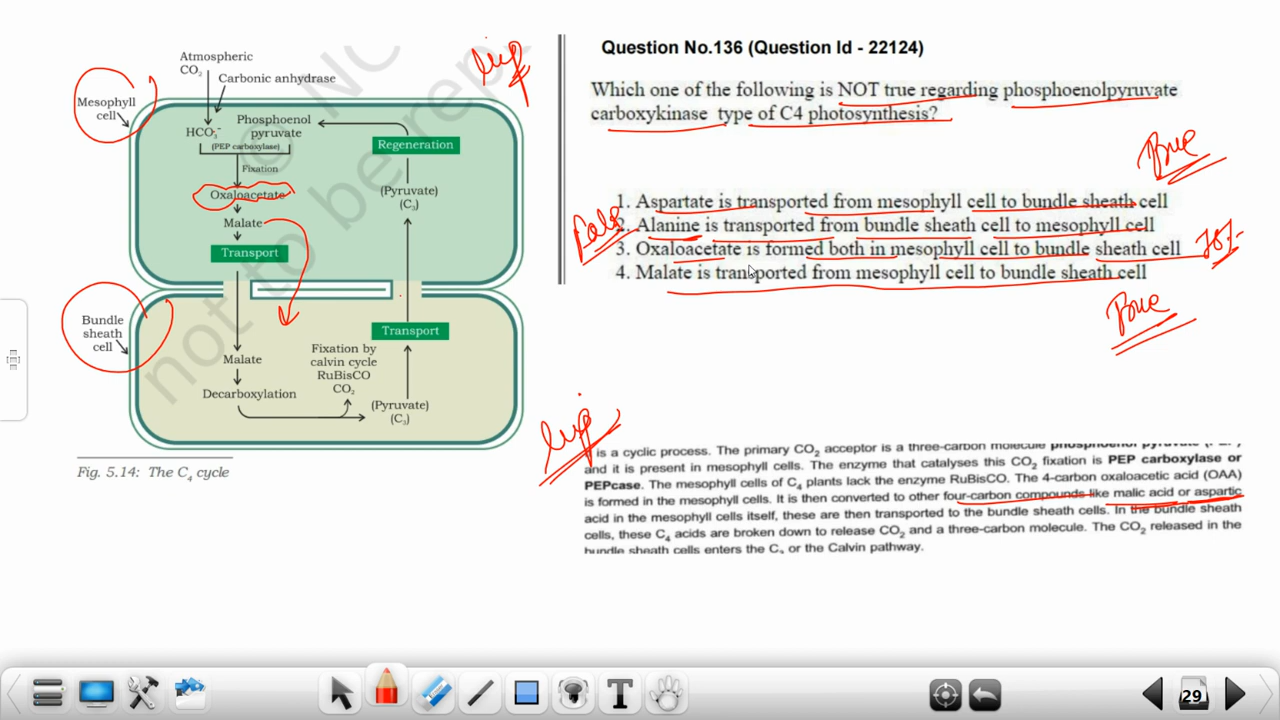 Atmospheric
CO2
Carbonic anhydrase
Mesophyll
cell
HCO3-
Phosphoenol
pyruvate
(PEP carboxylase)
Regeneration
Fixation
Oxaloacetate
(Pyruvate)
(C3)
Malate
Transport
Bundle
sheath
cell
Transport
Malate
Fixation by
calvin cycle
RuBisCO
CO2
Decarboxylation
(Pyruvate)
(C3)
Fig. 5.14: The C4 cycle
Question No.136 (Question Id - 22124)
Which one of the following is NOT true regarding phosphoenolpyruvate
carboxykinase type of C4 photosynthesis?
1. Aspartate is transported from mesophyll cell to bundle sheath cell
2. Alanine is transported from bundle sheath cell to mesophyll cell
3. Oxaloacetate is formed both in mesophyll cell to bundle sheath cell
4. Malate is transported from mesophyll cell to bundle sheath cell
is a cyclic process. The primary CO2 acceptor is a three-carbon molecule
and it is present in mesophyll cells. The enzyme that catalyses this CO2 fixation is PEP carboxylase or
PEPcase. The mesophyll cells of C4 plants lack the enzyme RuBisCO. The 4-carbon oxaloacetic acid (OAA)
is formed in the mesophyll cells. It is then converted to other four-carbon compounds like malic acid or aspartic
acid in the mesophyll cells itself, these are then transported to the bundle sheath cells. In the bundle sheath
cells, these C4 acids are broken down to release CO2 and a three-carbon molecule. The CO2 released in the
bundle sheath cells enters the C3 or the Calvin pathway.
29